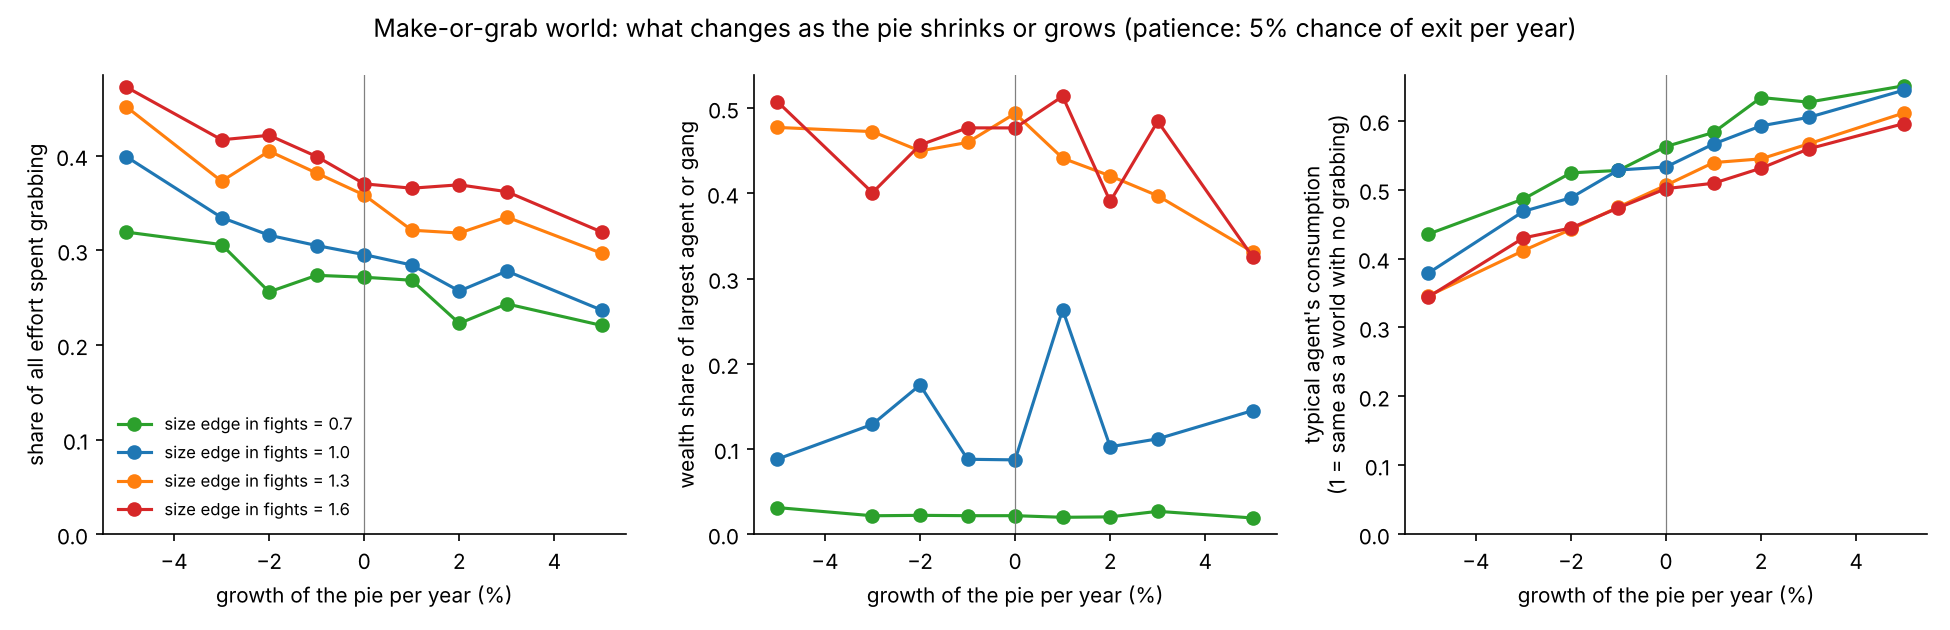 Make-or-grab world: what changes as the pie shrinks or grows (patience: 5% chance of exit per year)
share of all effort spent grabbing
0.4
0.3
0.2
0.1
0.0
size edge in fights = 0.7
size edge in fights = 1.0
size edge in fights = 1.3
size edge in fights = 1.6
−4
−2
0
2
4
growth of the pie per year (%)
wealth share of largest agent or gang
0.5
0.4
0.3
0.2
0.1
0.0
−4
−2
0
2
4
growth of the pie per year (%)
typical agent's consumption
(1 = same as a world with no grabbing)
0.6
0.5
0.4
0.3
0.2
0.1
0.0
−4
−2
0
2
4
growth of the pie per year (%)